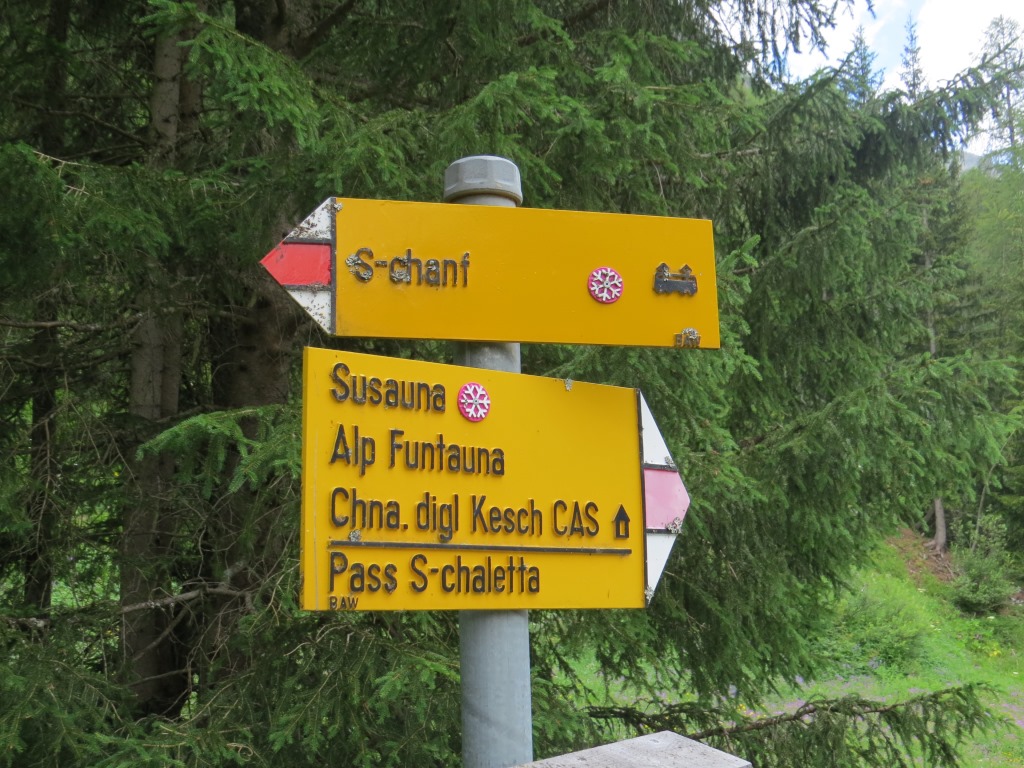 S-chanf
BAW
Susauna
Alp Funtauna
Chna. digl Kesch CAS
Pass S-chaletta
BAW